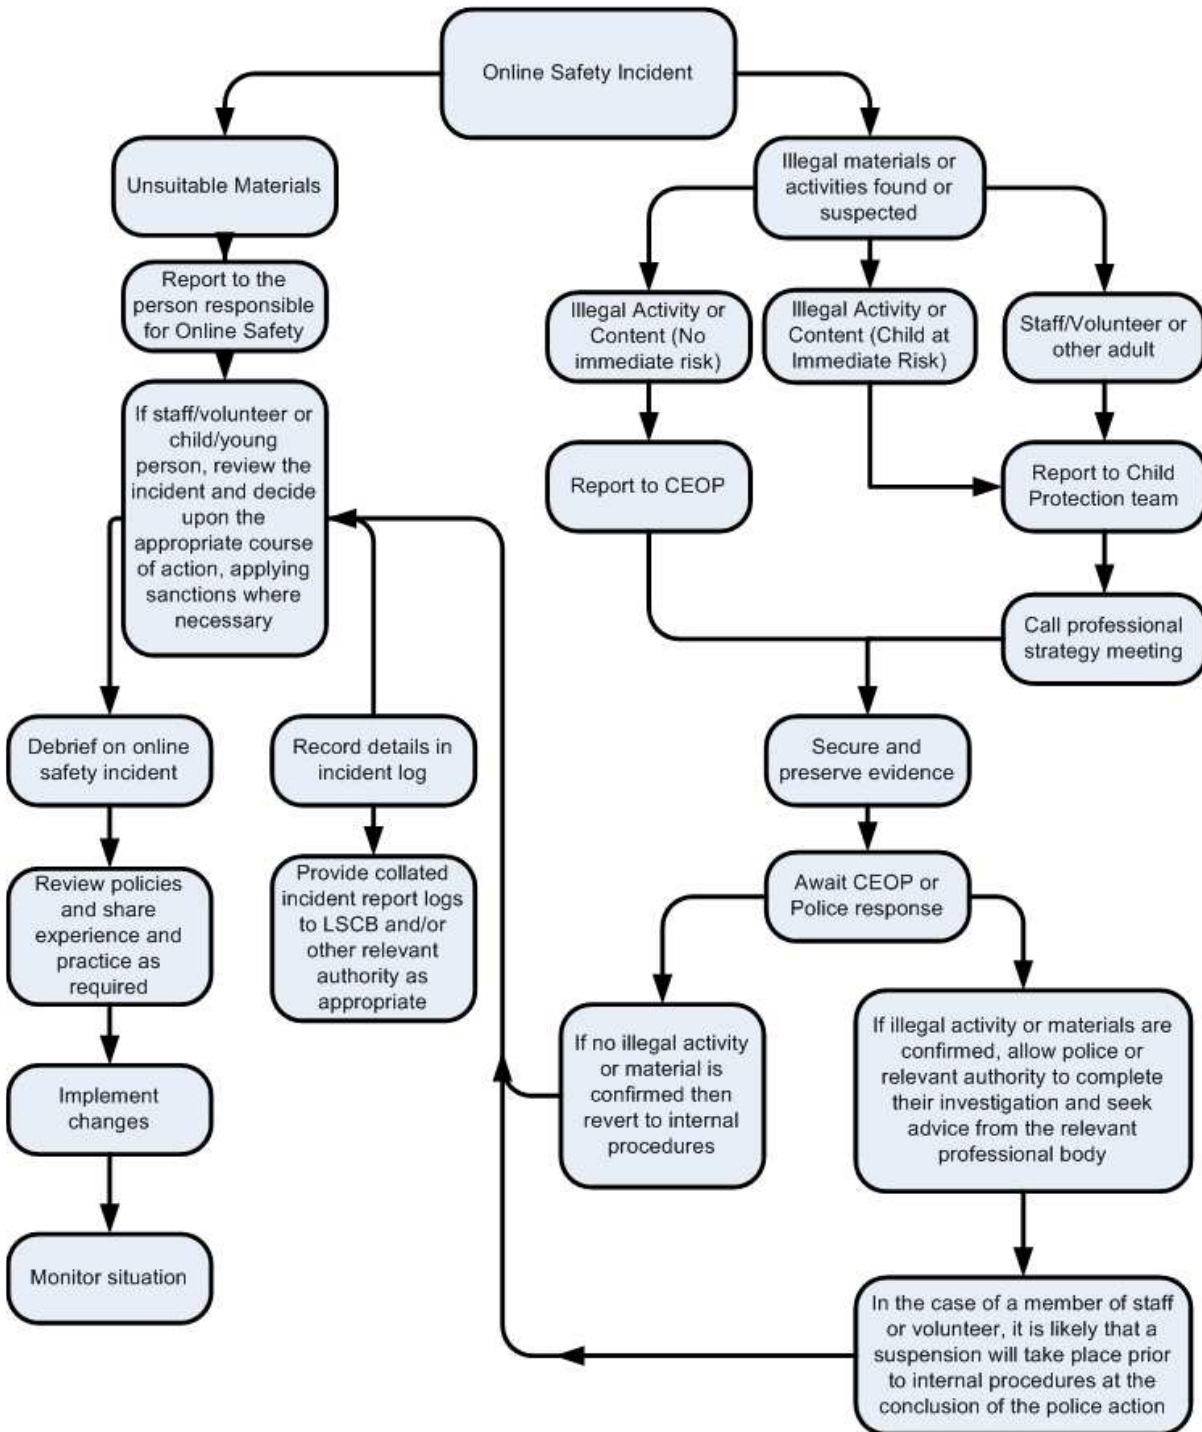 Online Safety Incident
Unsuitable Materials
Report to the
person responsible
for Online Safety
If staff/volunteer or
child/young
person, review the
incident and decide
upon the
appropriate course
of action, applying
sanctions where
necessary
Debrief on online
safety incident
Review policies
and share
experience and
practice as
required
Implement
changes
Monitor situation
Record details in
incident log
Provide collated
incident report logs
to LSCB and/or
other relevant
authority as
appropriate
Illegal materials or
activities found or
suspected
Illegal Activity or
Content (No
immediate risk)
Illegal Activity or
Content (Child at
Immediate Risk)
Staff/Volunteer or
other adult
Report to CEOP
Report to Child
Protection team
Call professional
strategy meeting
Secure and
preserve evidence
Await CEOP or
Police response
If no illegal activity
or material is
confirmed then
revert to internal
procedures
If illegal activity or materials are
confirmed, allow police or
relevant authority to complete
their investigation and seek
advice from the relevant
professional body
In the case of a member of staff
or volunteer, it is likely that a
suspension will take place prior
to internal procedures at the
conclusion of the police action